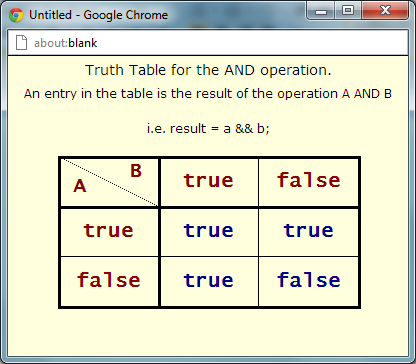 Untitled - Google Chrome
about:blank
Truth Table for the AND operation.
An entry in the table is the result of the operation A AND B
i.e. result = a && b;
A B true false
true true true
false true false